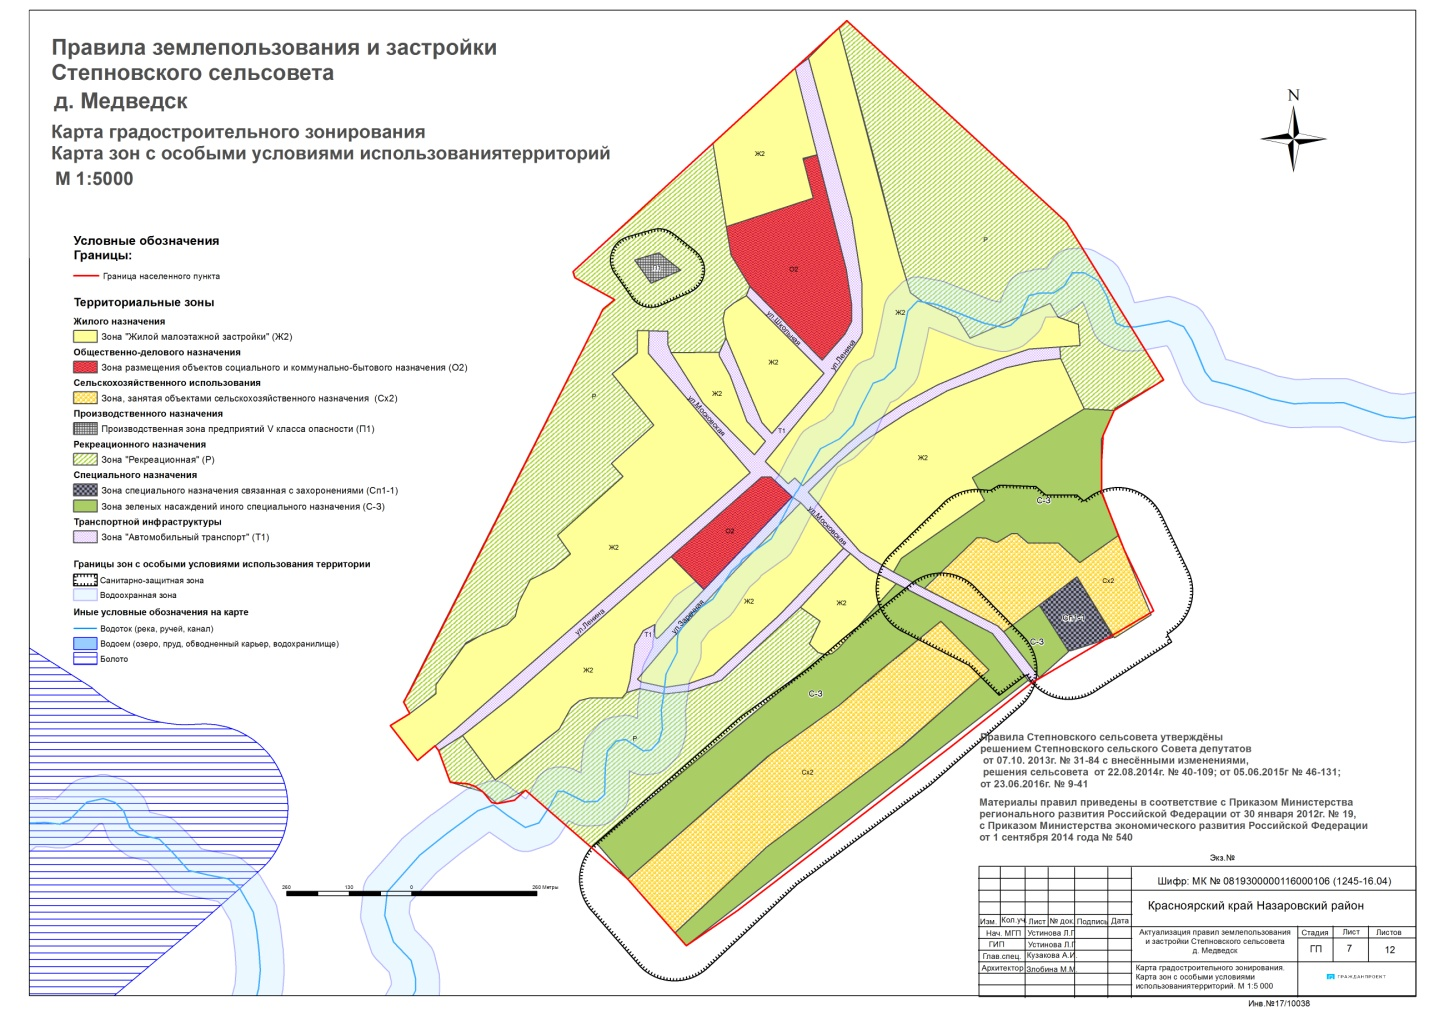 Правила землепользования и застройки
Степновского сельсовета
д. Медведск
Карта градостроительного зонирования
Карта зон с особыми условиями использованиятерриторий
М 1:5000
N
Условные обозначения
Границы:
Граница населенного пункта
Территориальные зоны
Жилого назначения
Зона "Жилой малоэтажной застройки" (Ж2)
Общественно-делового назначения
Зона размещения объектов социального и коммунально-бытового назначения (О2)
Сельскохозяйственного использования
Зона, занятая объектами сельскохозяйственного назначения (Сх2)
Производственного назначения
Производственная зона предприятий V класса опасности (П1)
Рекреационного назначения
Зона "Рекреационная" (Р)
Специального назначения
Зона специального назначения связанная с захоронениями (Сп1-1)
Зона зеленых насаждений иного специального назначения (С-3)
Транспортной инфраструктуры
Зона "Автомобильный транспорт" (Т1)
Границы зон с особыми условиями использования территории
Санитарно-защитная зона
Водоохранная зона
Иные условные обозначения на карте
Водоток (река, ручей, канал)
Водоем (озеро, пруд, обводненный карьер, водохранилище)
Болото
Ж2
О2
Р
П1
ул.Школьная
ул.Ленина
Ж2
Ж2
Ж2
Р
ул.Московская
Т1
Ж2
С-3
О2
ул.Московская
Ж2
Сх2
Ж2
Ж2
ул.Ленина
ул.Заречная
Сп1-1
Т1
С-3
Ж2
С-3
Р
Сх2
260 130 0 260 Метры
Правила Степновского сельсовета утверждёны
решением Степновского сельского Совета депутатов
от 07.10. 2013г. № 31-84 с внесёнными изменениями,
решения сельсовета от 22.08.2014г. № 40-109; от 05.06.2015г № 46-131;
от 23.06.2016г. № 9-41
Материалы правил приведены в соответствие с Приказом Министерства
регионального развития Российской Федерации от 30 января 2012г. № 19,
с Приказом Министерства экономического развития Российской Федерации
от 1 сентября 2014 года № 540
Экз.№
Шифр: МК № 0819300000116000106 (1245-16.04)
Красноярский край Назаровский район
Изм. Кол.уч. Лист № док. Подпись Дата
Нач. МГП Устинова Л.Г
ГИП Устинова Л.Г
Глав.спец. Кузакова А.И.
Архитектор Злобина М.М.
Актуализация правил землепользования
и застройки Степновского сельсовета
д. Медведск
Стадия Лист Листов
ГП 7 12
Карта градостроительного зонирования.
Карта зон с особыми условиями
использованиятерриторий. М 1:5 000
ГРАЖДАНПРОЕКТ
Инв.№17/10038